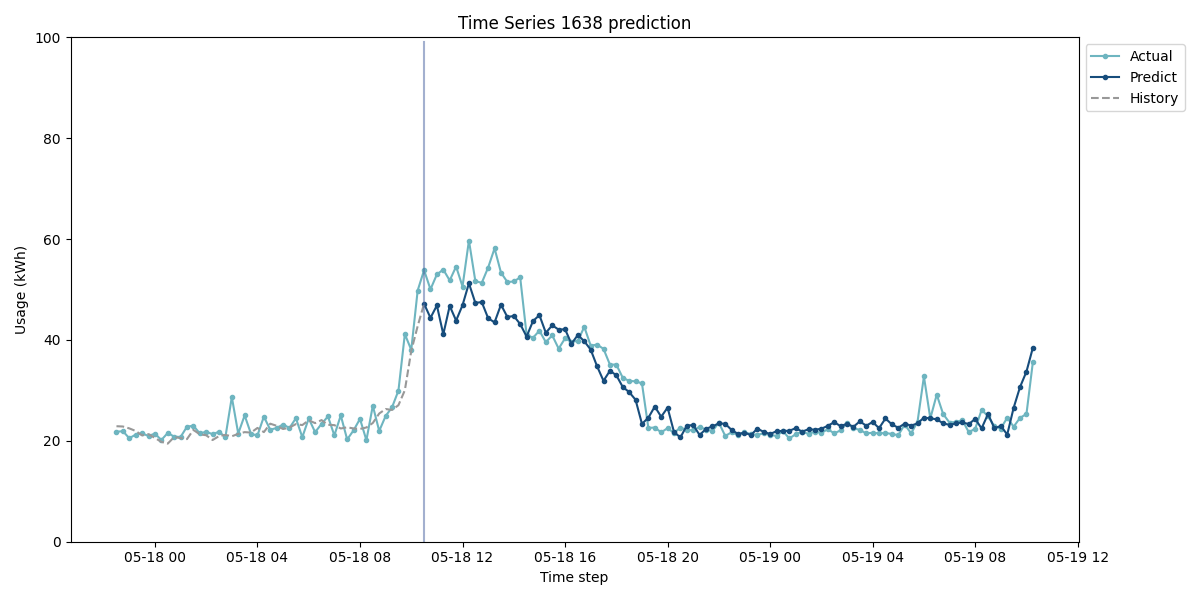 Time Series 1638 prediction
Usage (kWh)
100
80
60
40
20
0
05-18 00
05-18 04
05-18 08
05-18 12
05-18 16
05-18 20
05-19 00
05-19 04
05-19 08
05-19 12
Time step
Actual
Predict
History